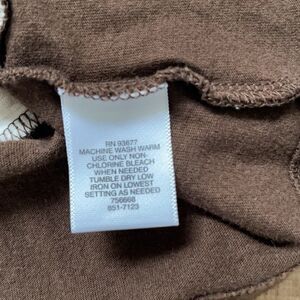 RN 93677
MACHINE WASH WARM
USE ONLY NON-
CHLORINE BLEACH
WHEN NEEDED
TUMBLE DRY LOW
IRON ON LOWEST
SETTING AS NEEDED
756668
851-7123